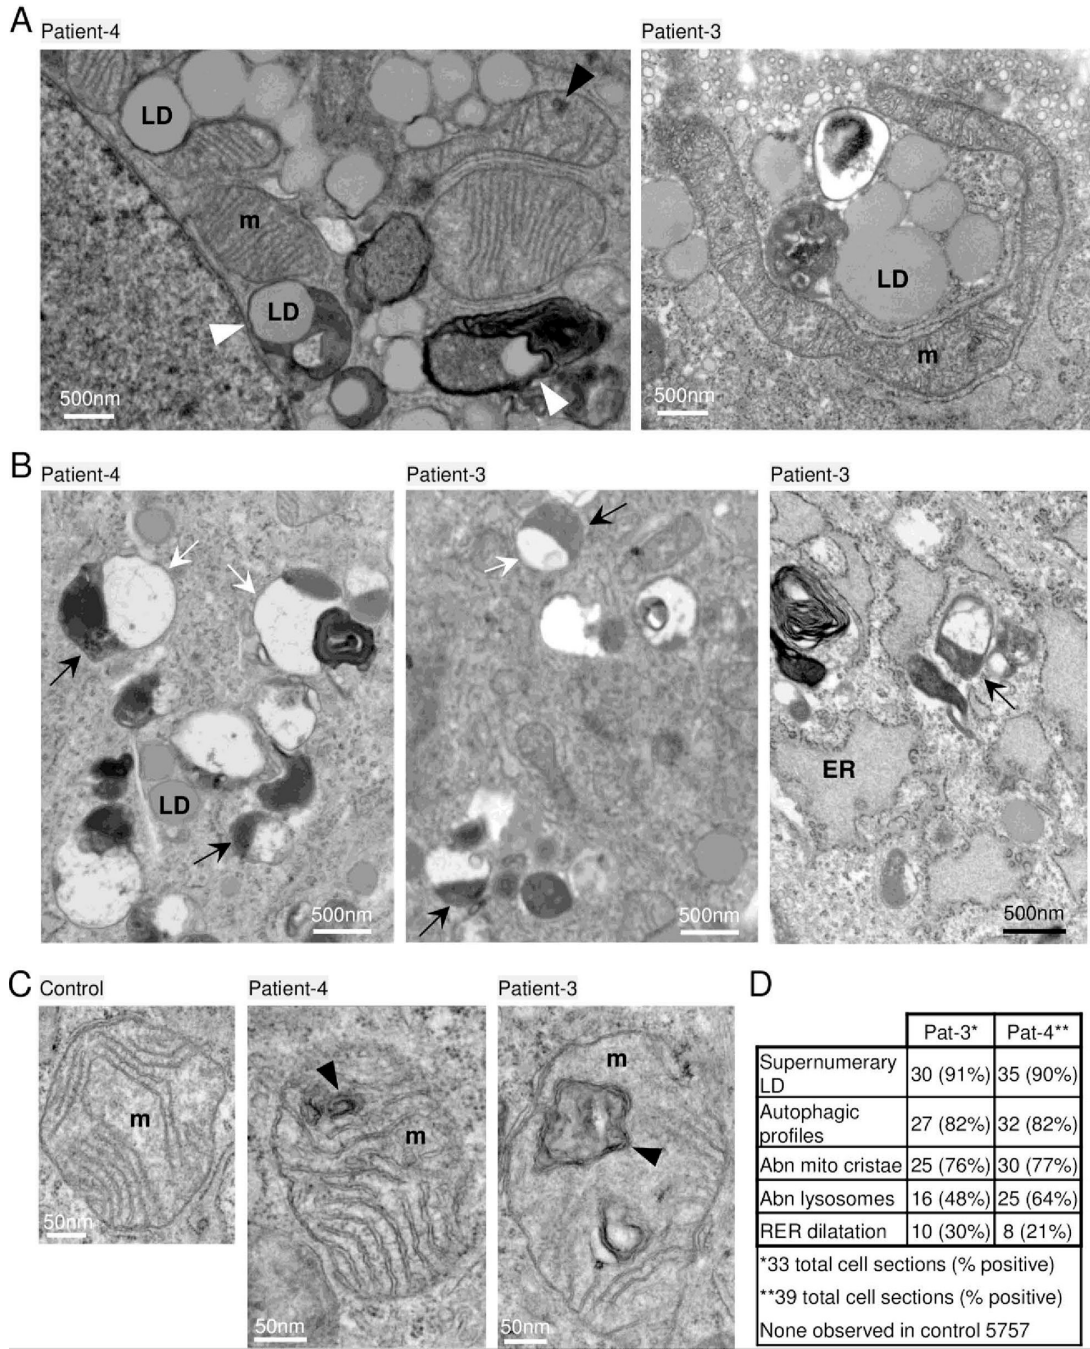 A
Patient-4
Patient-3
LD
m
LD
500nm
LD
m
500nm
B
Patient-4
Patient-3
Patient-3
LD
500nm
500nm
ER
500nm
C
Control
Patient-4
Patient-3
D
m
50nm
m
50nm
m
50nm
Pat-3* Pat-4**
Supernumerary
LD 30 (91%) 35 (90%)
Autophagic
profiles 27 (82%) 32 (82%)
Abn mito cristae 25 (76%) 30 (77%)
Abn lysosomes 16 (48%) 25 (64%)
RER dilatation 10 (30%) 8 (21%)
*33 total cell sections (% positive)
**39 total cell sections (% positive)
None observed in control 5757